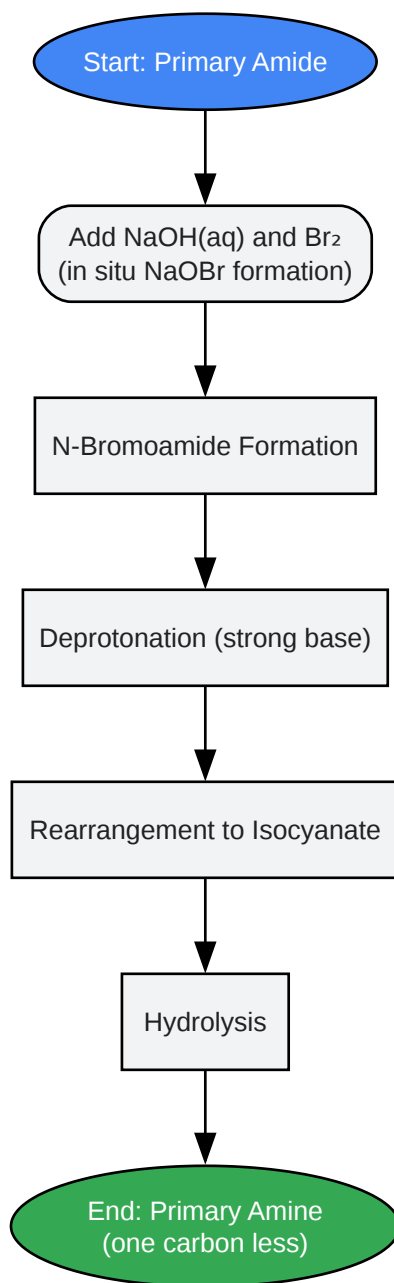 Start: Primary Amide
Add NaOH(aq) and Br₂
(in situ NaOBr formation)
N-Bromoamide Formation
Deprotonation (strong base)
Rearrangement to Isocyanate
Hydrolysis
End: Primary Amine
(one carbon less)